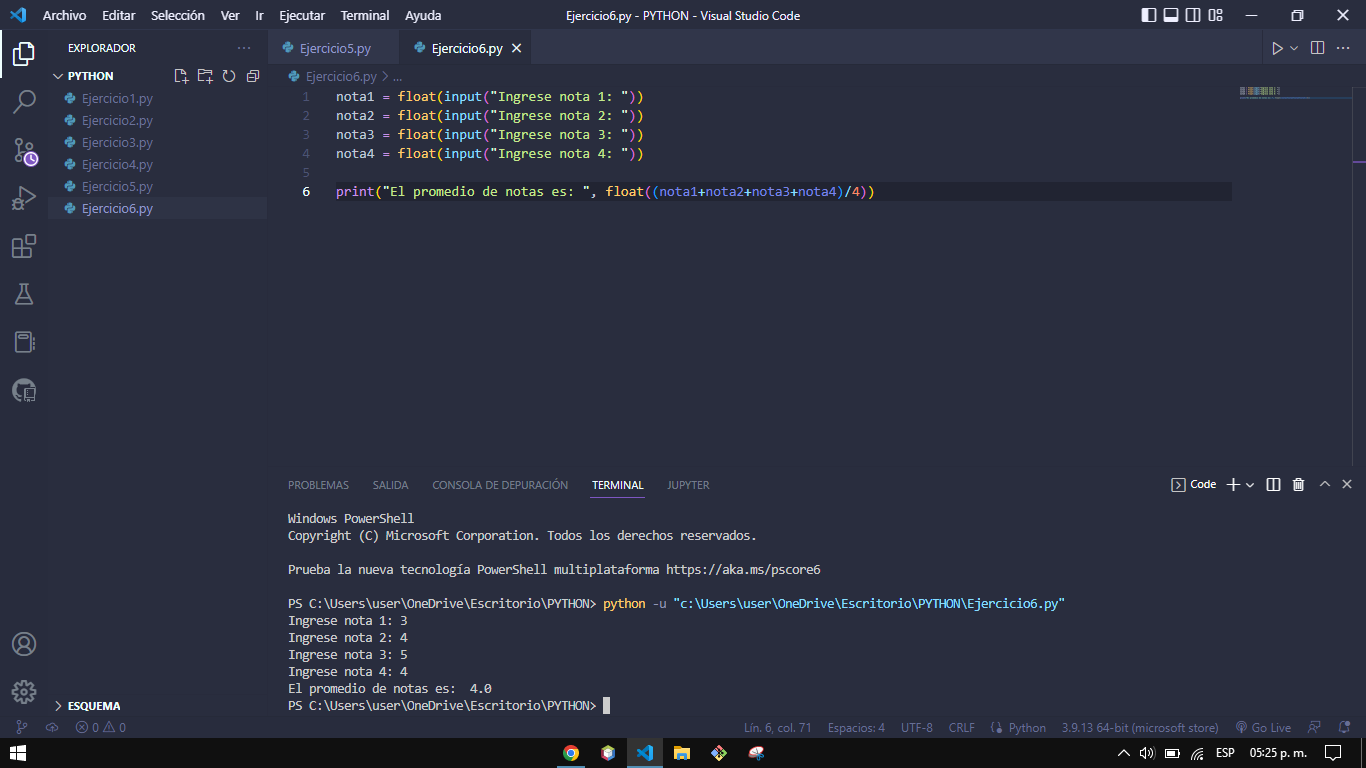 Archivo Editar Selección Ver Ir Ejecutar Terminal Ayuda
Ejercicio6.py - PYTHON - Visual Studio Code
EXPLORADOR
PYTHON
Ejercicio1.py
Ejercicio2.py
Ejercicio3.py
Ejercicio4.py
Ejercicio5.py
Ejercicio6.py
ESQUEMA
Ejercicio5.py
Ejercicio6.py
Ejercicio6.py > ...
1 nota1 = float(input("Ingrese nota 1: "))
2 nota2 = float(input("Ingrese nota 2: "))
3 nota3 = float(input("Ingrese nota 3: "))
4 nota4 = float(input("Ingrese nota 4: "))
5
6 print("El promedio de notas es: ", float((nota1+nota2+nota3+nota4)/4))
PROBLEMAS SALIDA CONSOLA DE DEPURACIÓN TERMINAL JUPYTER
Code
Windows PowerShell
Copyright (C) Microsoft Corporation. Todos los derechos reservados.
Prueba la nueva tecnología PowerShell multiplataforma https://aka.ms/pscore6
PS C:\Users\user\OneDrive\Escritorio\PYTHON> python -u "c:\Users\user\OneDrive\Escritorio\PYTHON\Ejercicio6.py"
Ingrese nota 1: 3
Ingrese nota 2: 4
Ingrese nota 3: 5
Ingrese nota 4: 4
El promedio de notas es:  4.0
PS C:\Users\user\OneDrive\Escritorio\PYTHON>
0 0 Lín. 6, col. 71 Espacios: 4 UTF-8 CRLF Python 3.9.13 64-bit (microsoft store) Go Live
ESP 05:25 p. m.